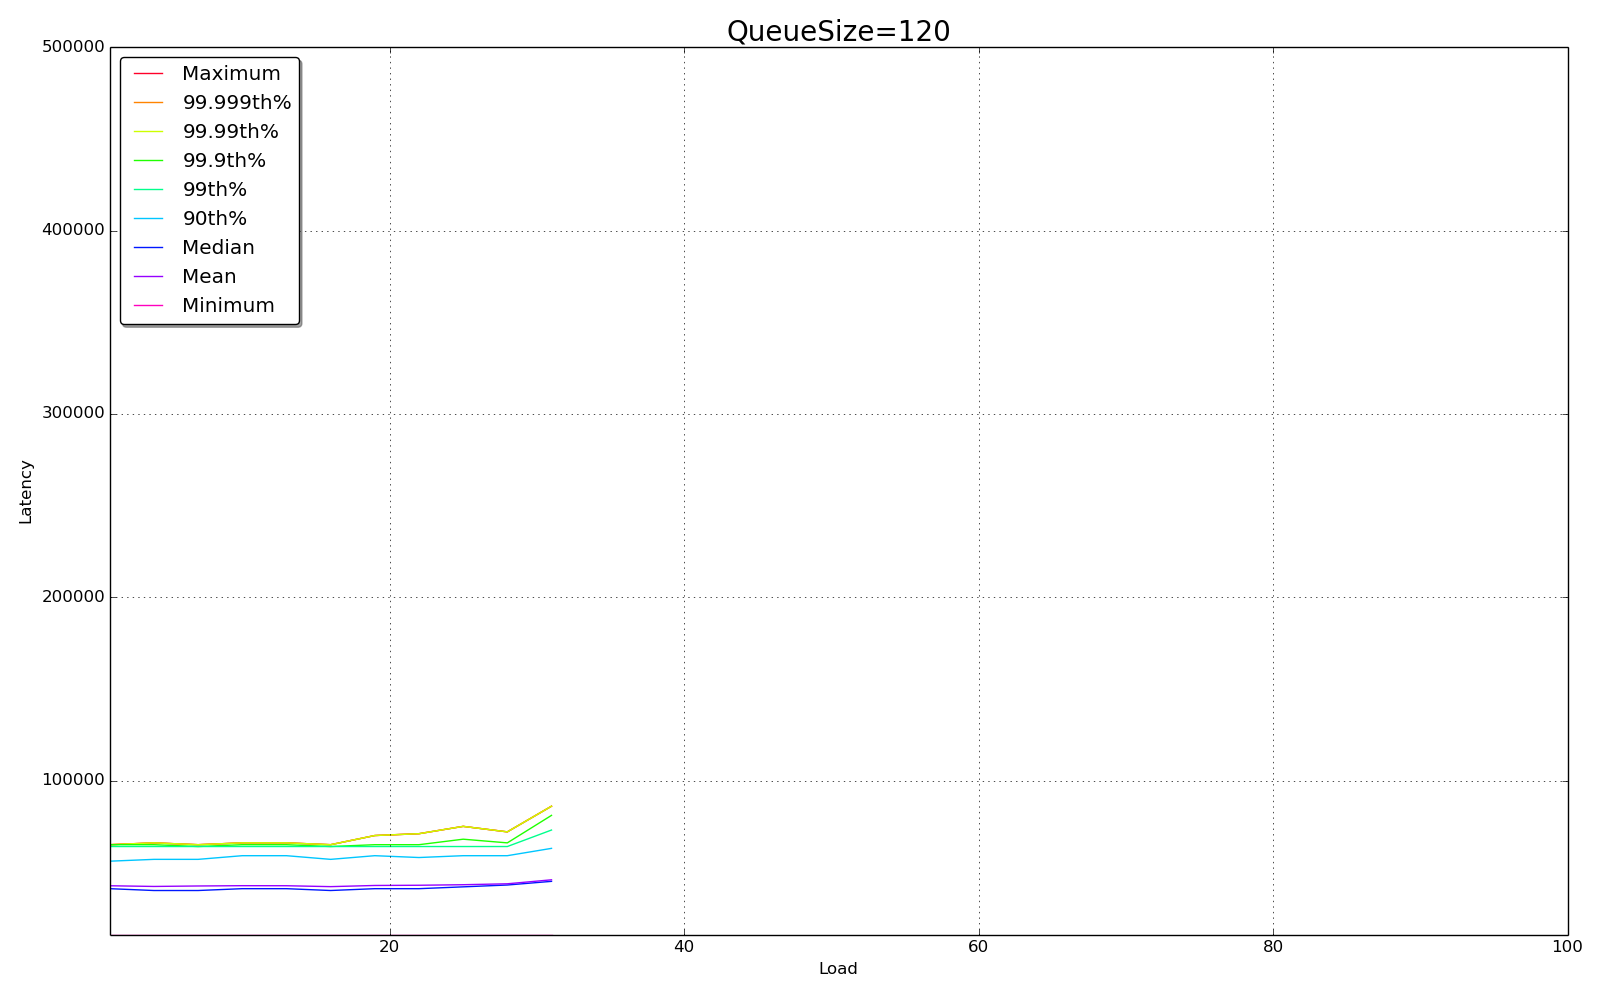 QueueSize=120
500000
400000
300000
200000
100000
Latency
Maximum
99.999th%
99.99th%
99.9th%
99th%
90th%
Median
Mean
Minimum
20
40
60
80
100
Load